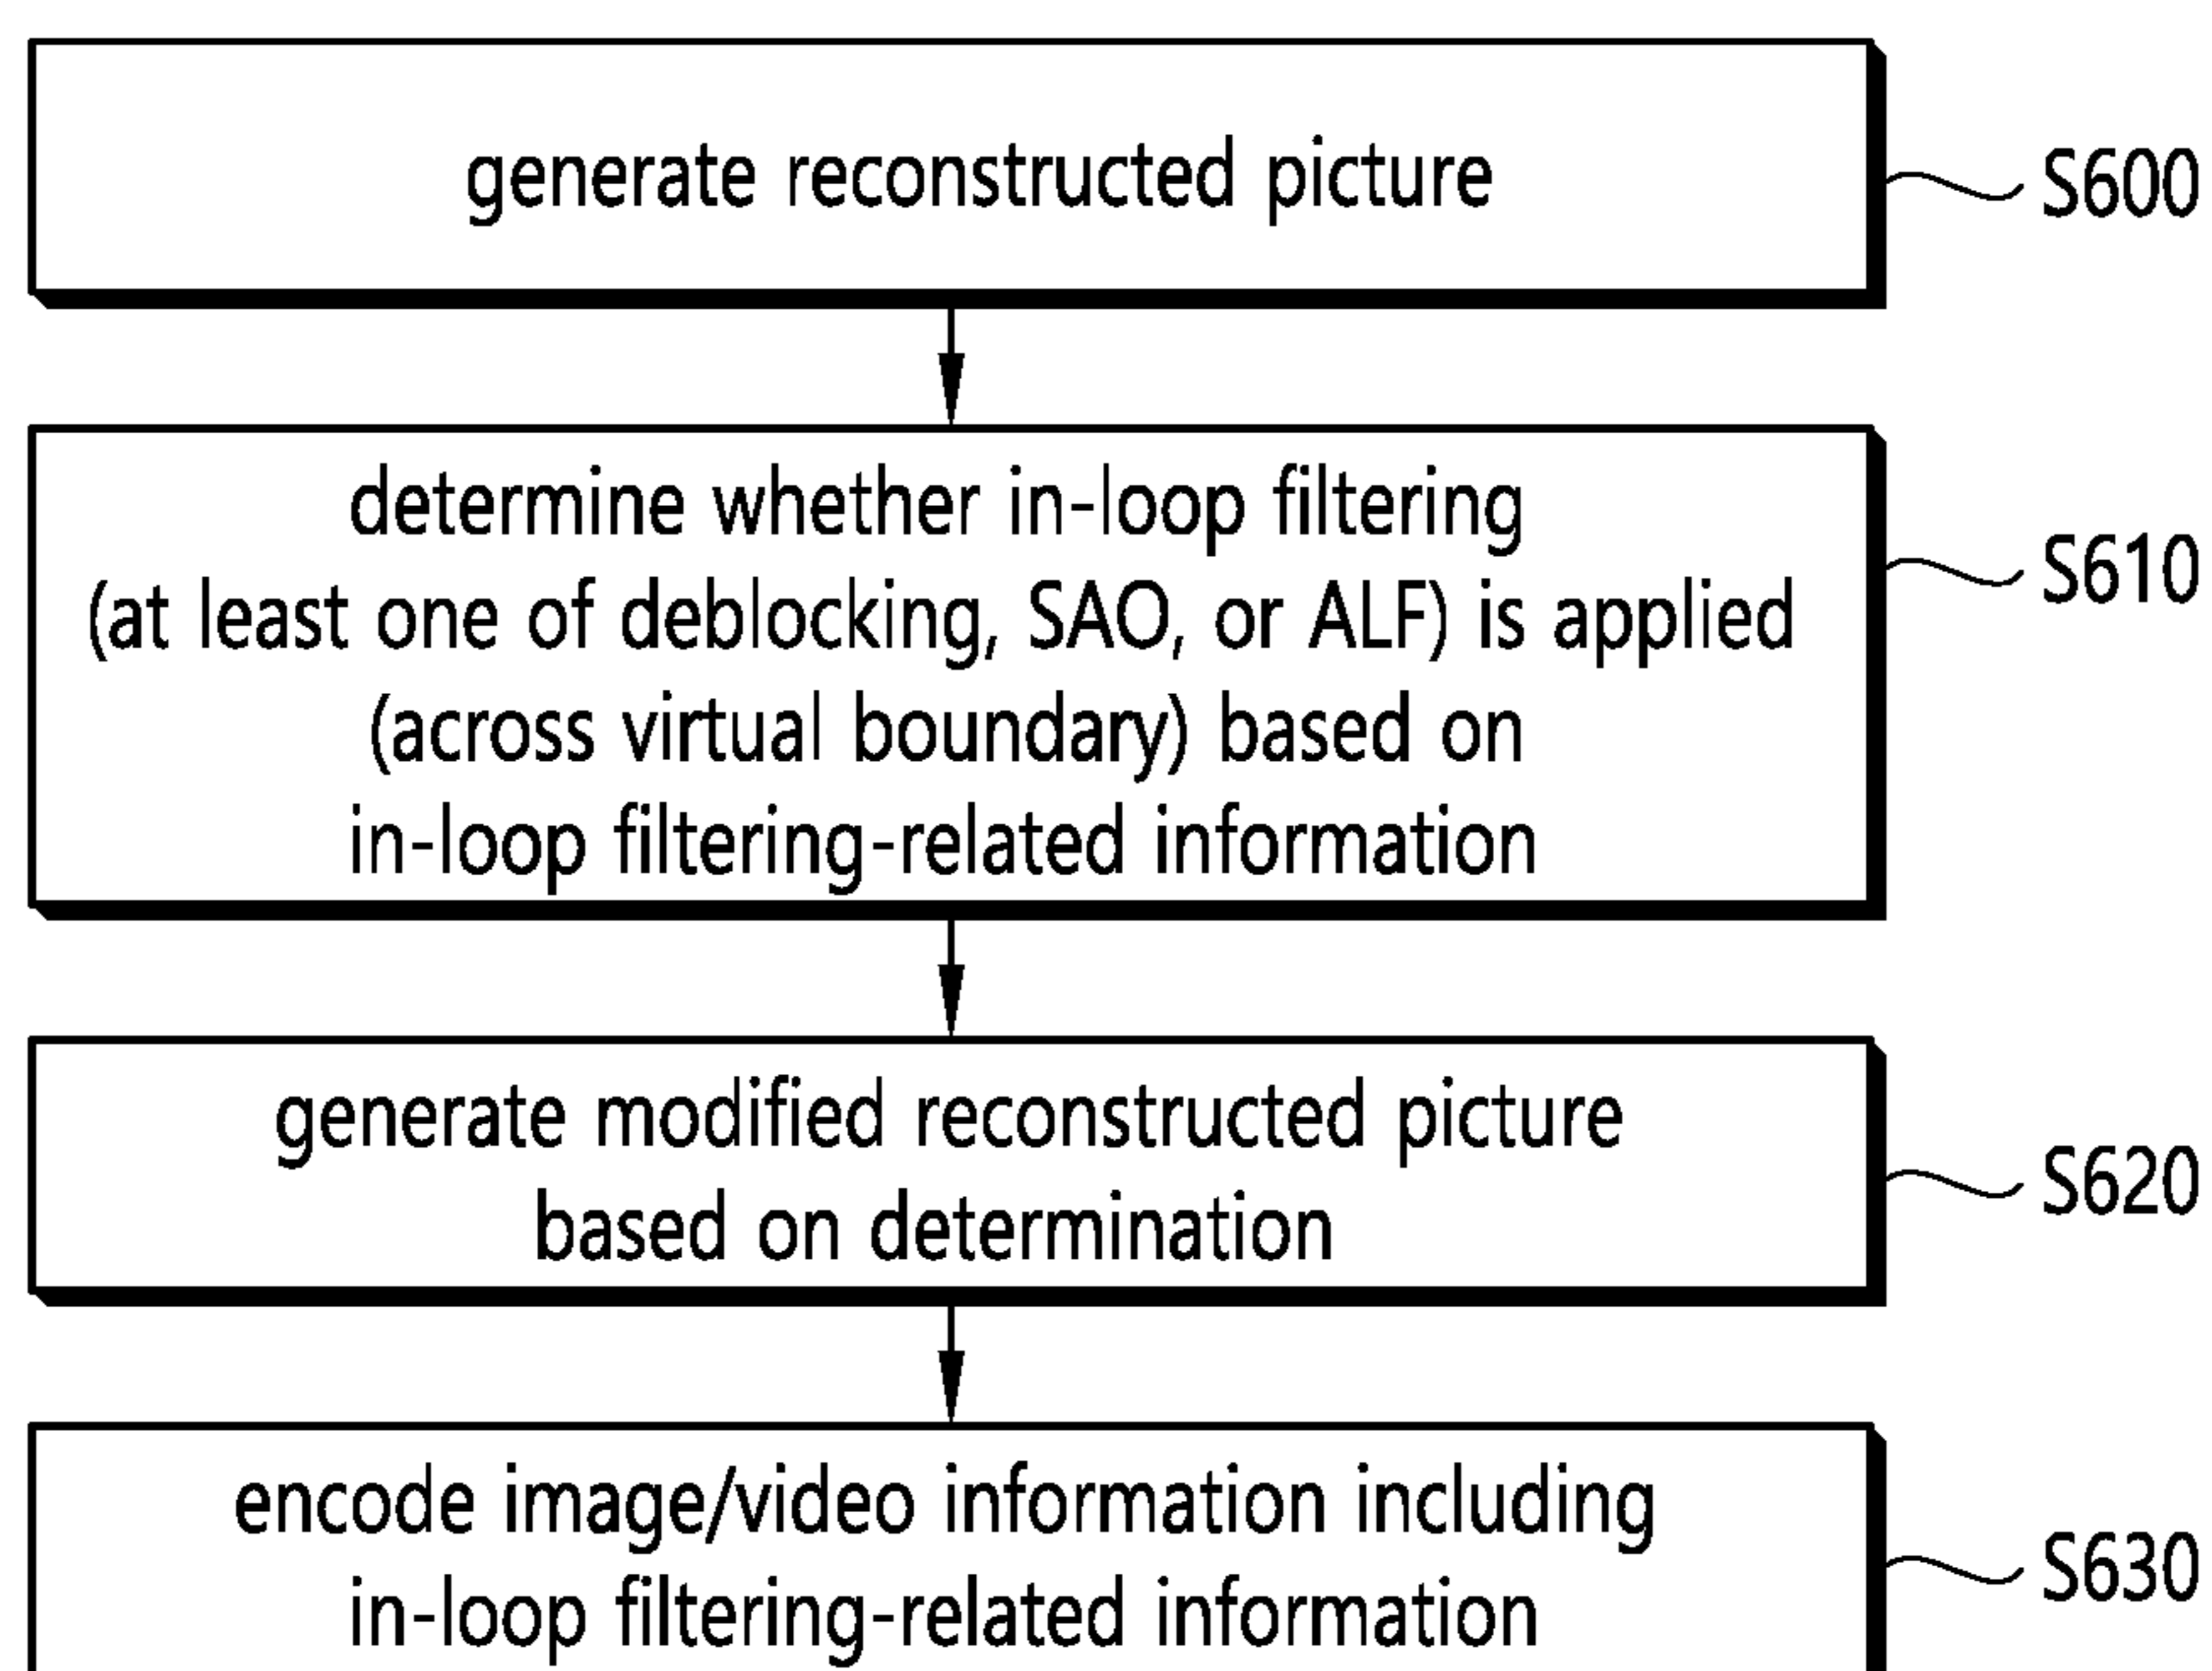 generate reconstructed picture
S600
determine whether in-loop filtering
(at least one of deblocking, SAO, or ALF) is applied
(across virtual boundary) based on
in-loop filtering-related information
S610
generate modified reconstructed picture
based on determination
S620
encode image/video information including
in-loop filtering-related information
S630